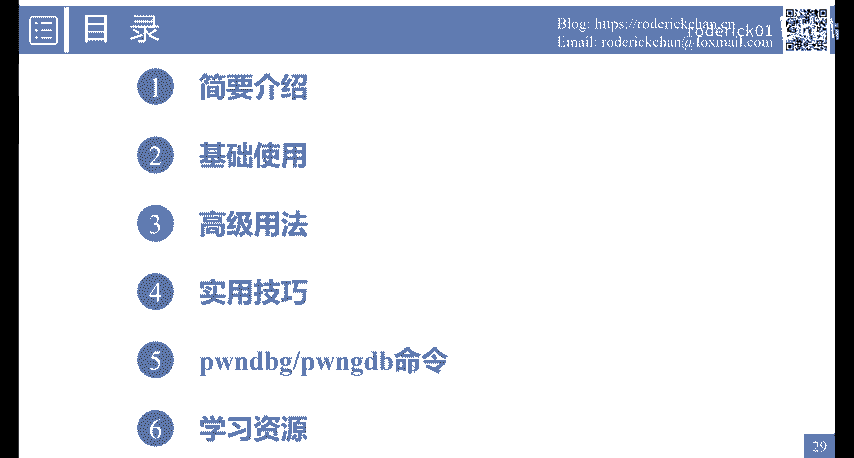 目 录
Blog: https://roderickchan.cn
roderick01
Email: roderickchan@foxmail.com
1 简要介绍
2 基础使用
3 高级用法
4 实用技巧
5 pwndbg/pwngdb命令
6 学习资源
29